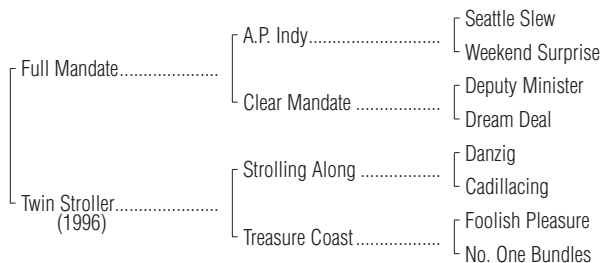 Seattle Slew
A.P. Indy..............................
Weekend Surprise
Full Mandate......................
Deputy Minister
Clear Mandate ...................
Dream Deal
Danzig
Strolling Along ..................
Cadillacing
Twin Stroller.......................
(1996)
Foolish Pleasure
Treasure Coast...................
No. One Bundles